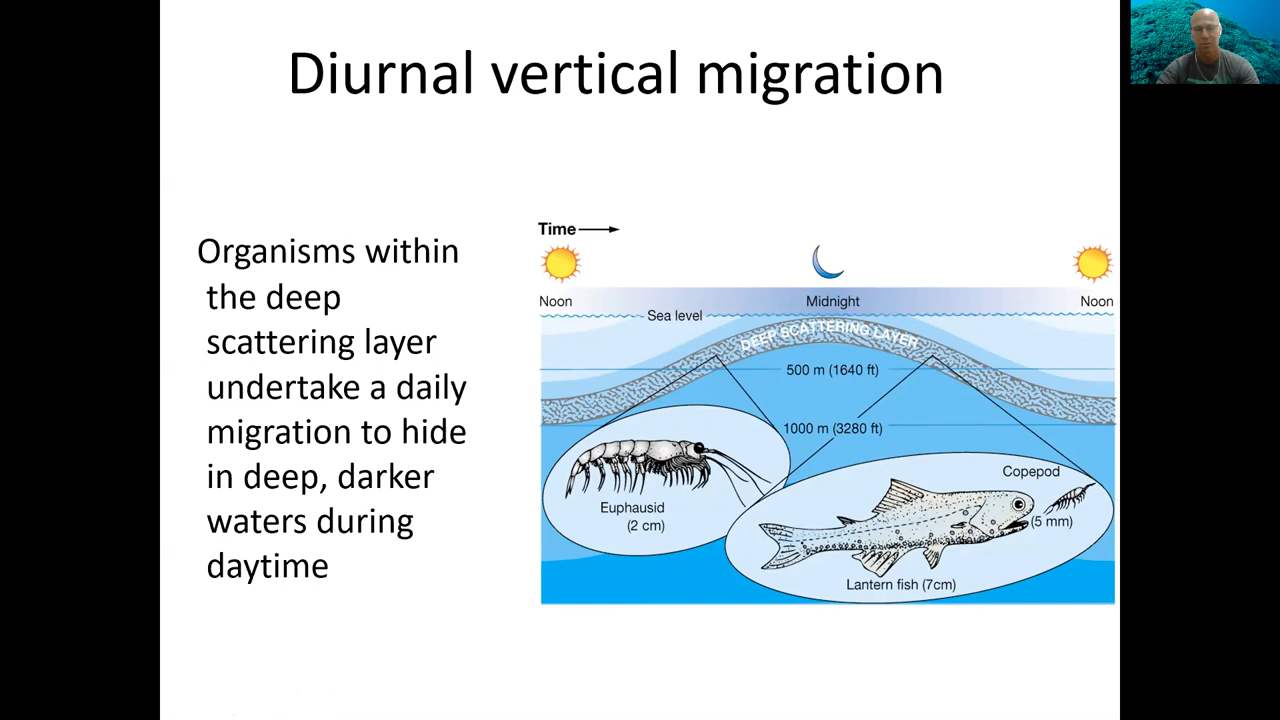 Diurnal vertical migration
Organisms within
the deep
scattering layer
undertake a daily
migration to hide
in deep, darker
waters during
daytime
Time
Noon
Midnight
Noon
Sea level
DEEP SCATTERING LAYER
500 m (1640 ft)
1000 m (3280 ft)
Euphausid
(2 cm)
Copepod
(5 mm)
Lantern fish (7cm)